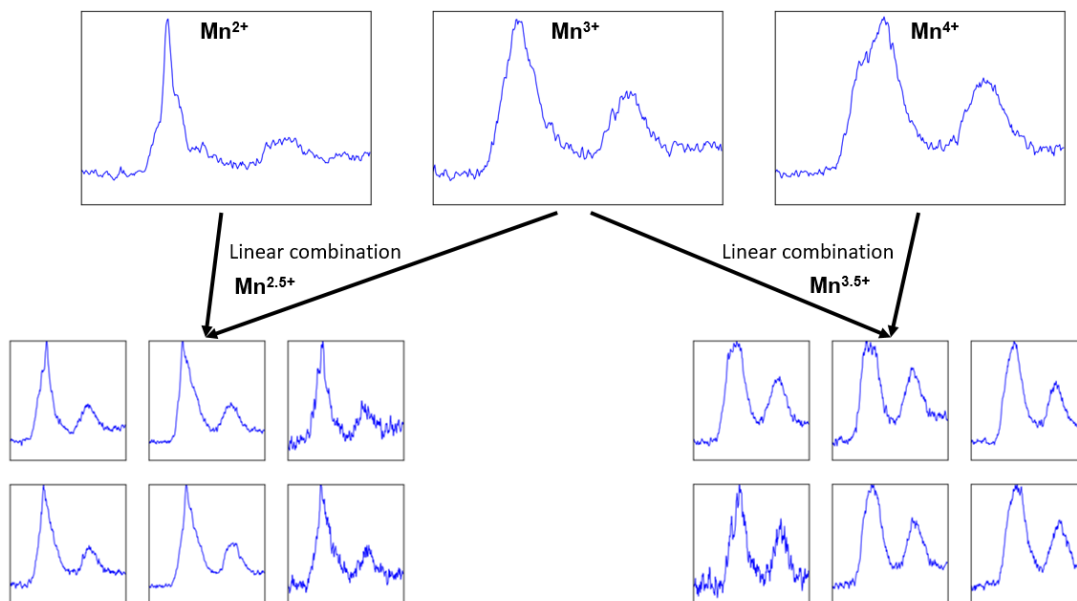 Mn²⁺
Mn³⁺
Mn⁴⁺
Linear combination
Mn²·⁵⁺
Linear combination
Mn³·⁵⁺